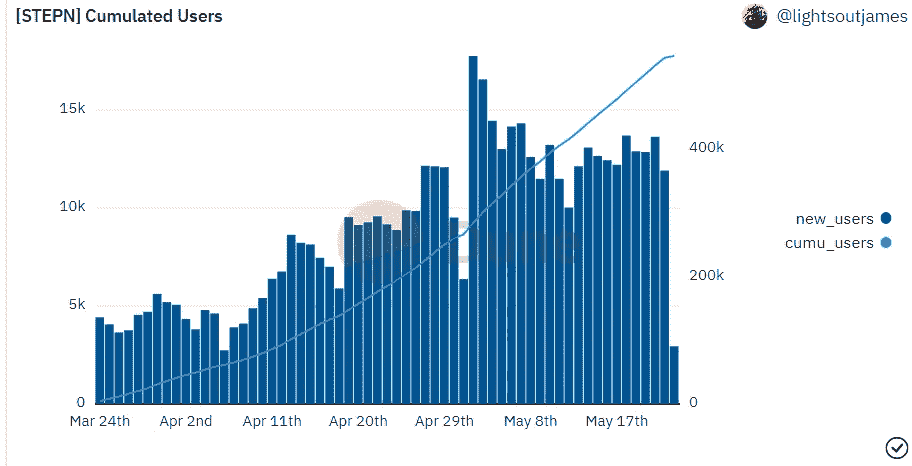 [STEPN] Cumulated Users
@lightsoutjames
15k
10k
5k
0
400k
200k
0
Mar 24th
Apr 2nd
Apr 11th
Apr 20th
Apr 29th
May 8th
May 17th
new_users
cumu_users